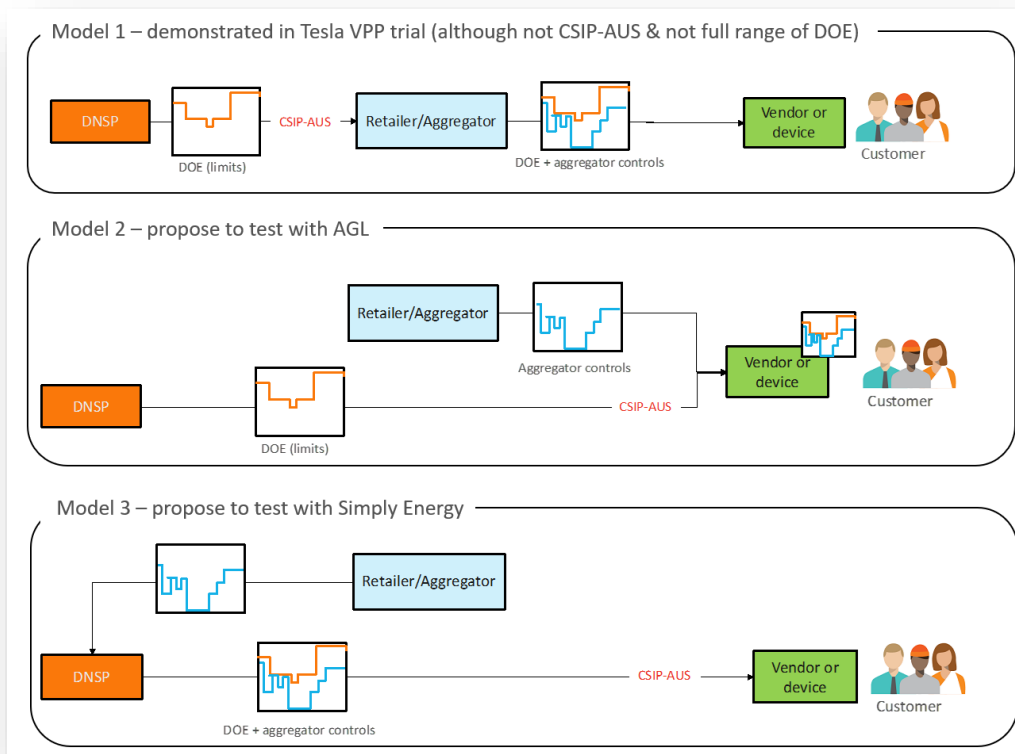 Model 1 – demonstrated in Tesla VPP trial (although not CSIP-AUS & not full range of DOE)
DNSP
DOE (limits)
CSIP-AUS
Retailer/Aggregator
DOE + aggregator controls
Vendor or
device
Customer
Model 2 – propose to test with AGL
Retailer/Aggregator
Aggregator controls
DNSP
DOE (limits)
CSIP-AUS
Vendor or
device
Customer
Model 3 – propose to test with Simply Energy
Retailer/Aggregator
DNSP
DOE + aggregator controls
CSIP-AUS
Vendor or
device
Customer